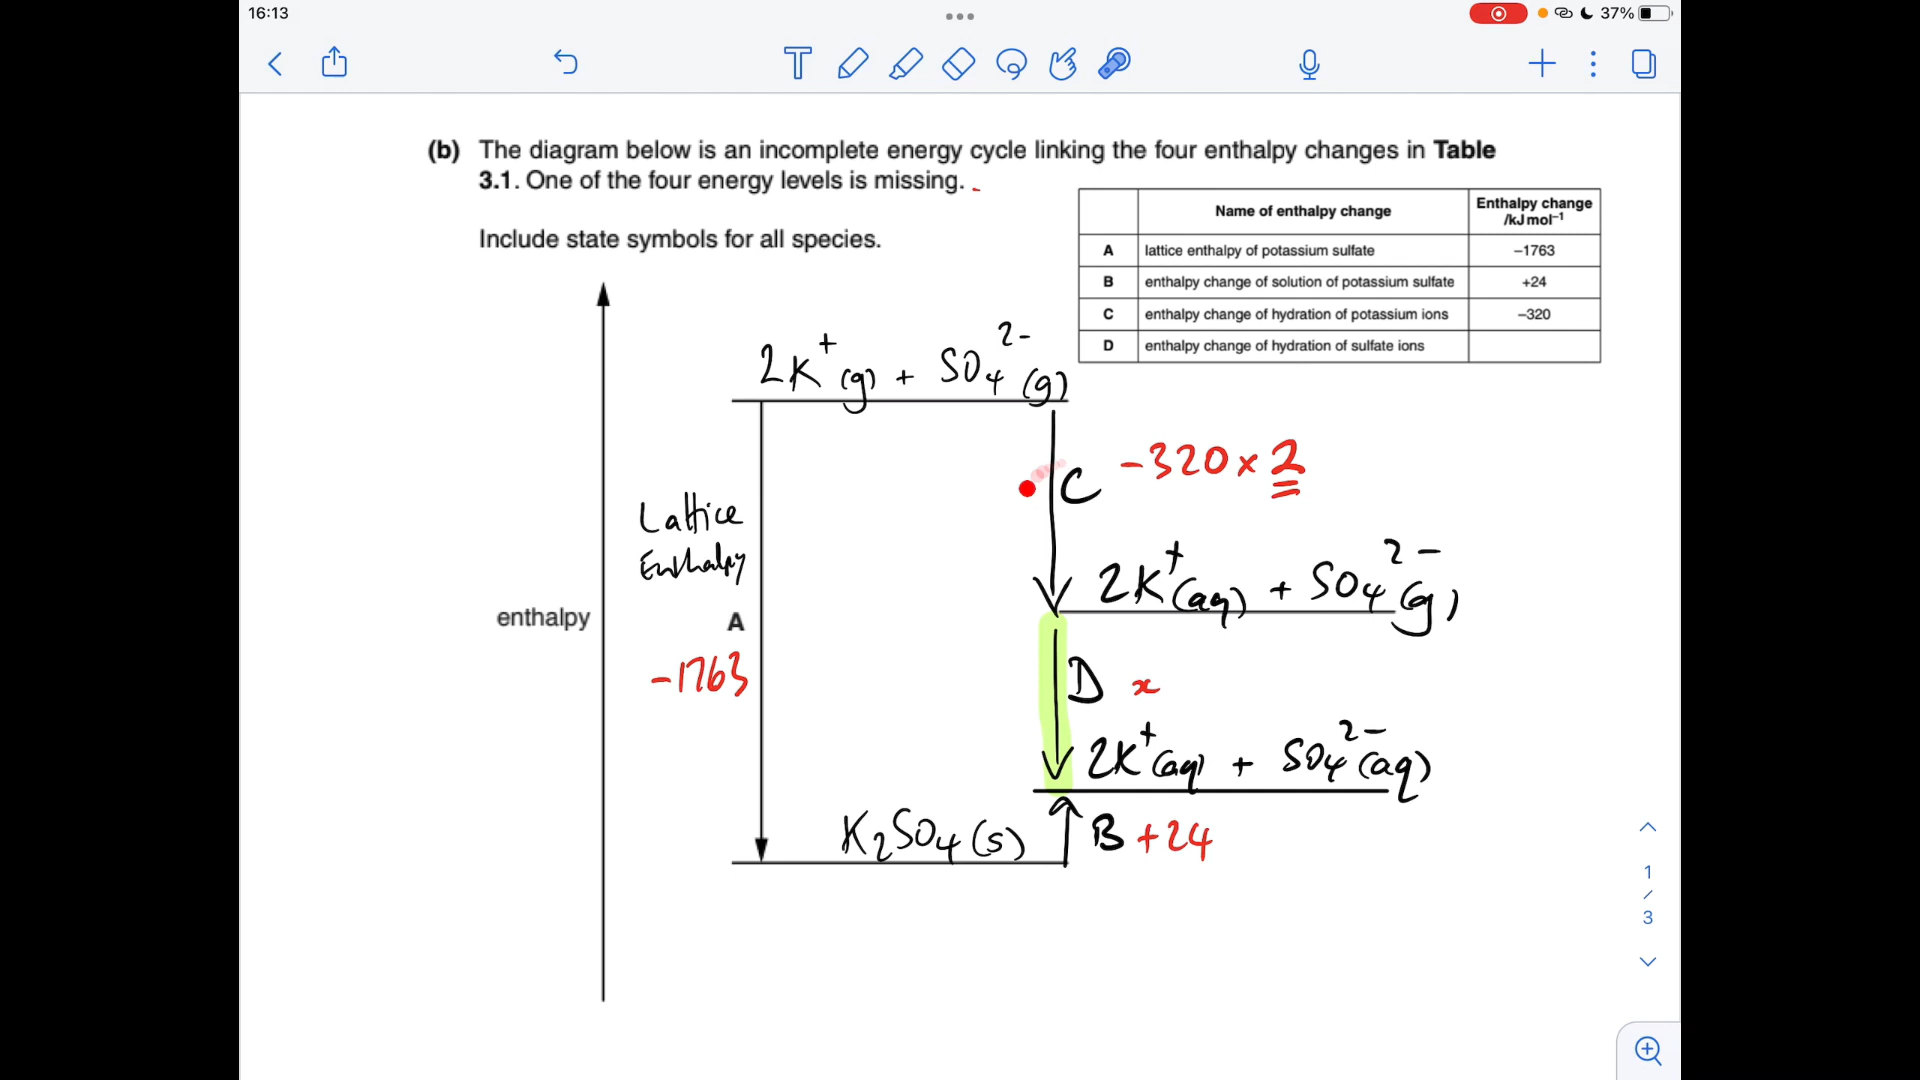 16:13
37%
(b) The diagram below is an incomplete energy cycle linking the four enthalpy changes in Table
3.1. One of the four energy levels is missing.
Include state symbols for all species.
Name of enthalpy change
Enthalpy change
/kJ mol⁻¹
A lattice enthalpy of potassium sulfate –1763
B enthalpy change of solution of potassium sulfate +24
C enthalpy change of hydration of potassium ions –320
D enthalpy change of hydration of sulfate ions
2K⁺(g) + SO₄²⁻(g)
C -320 × 2
Lattice
Enthalpy
2K⁺(aq) + SO₄²⁻(g)
enthalpy
A
-1763
D x
2K⁺(aq) + SO₄²⁻(aq)
K₂SO₄(s)
B +24
1
/
3